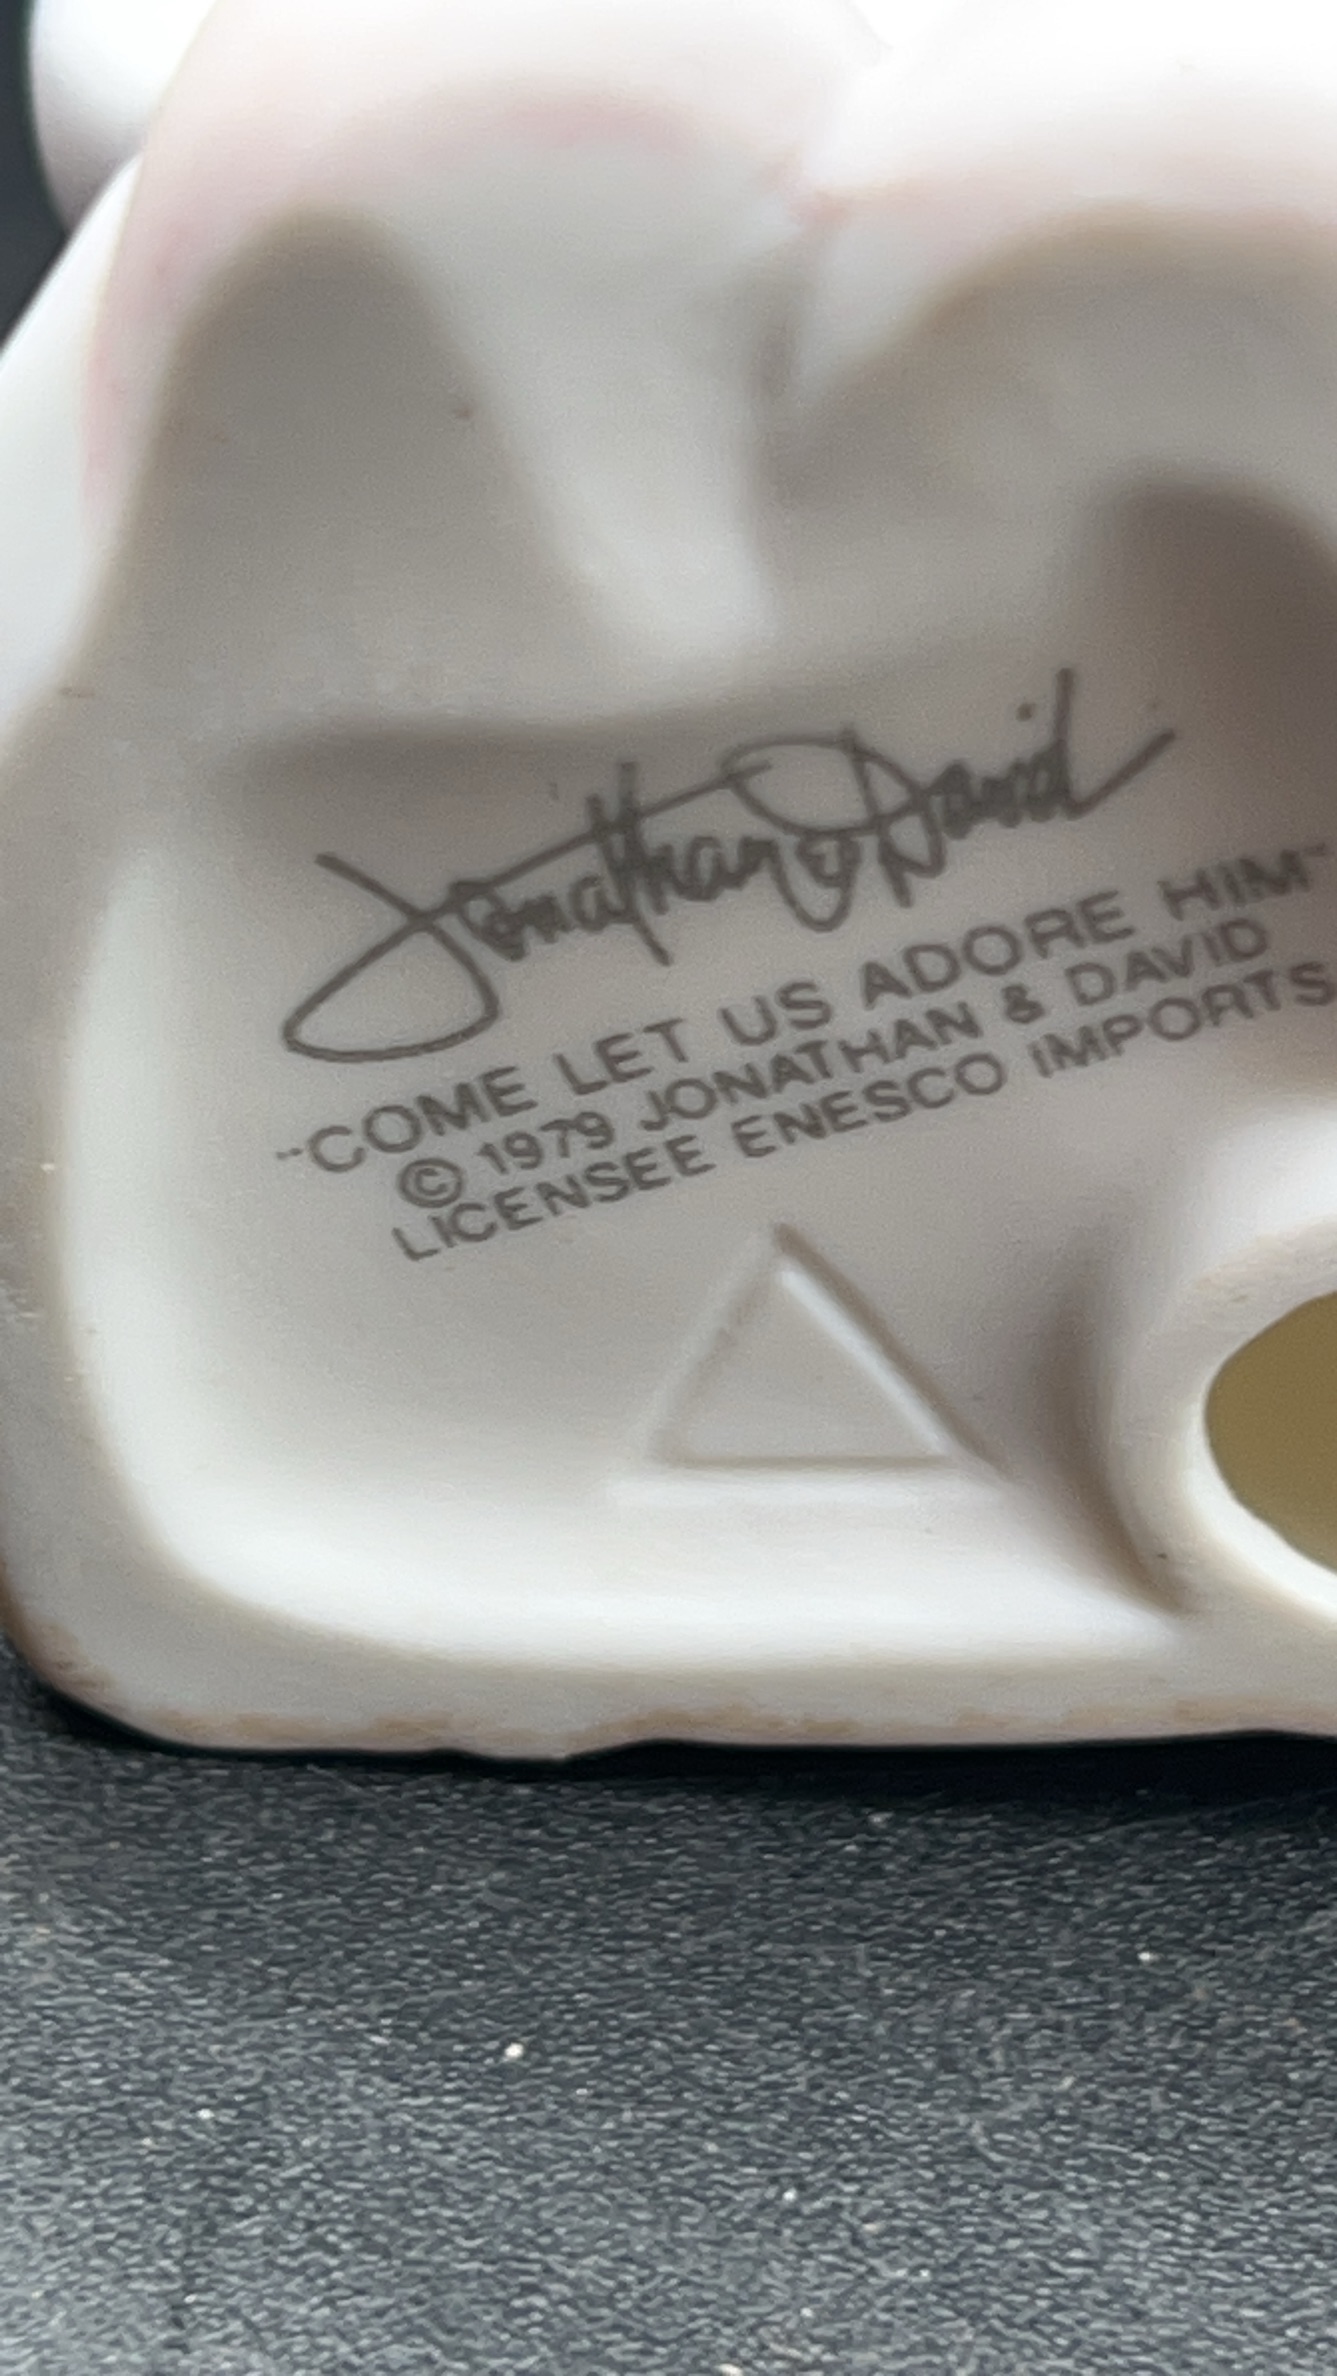 Jonathan & David
"COME LET US ADORE HIM"
© 1979 JONATHAN & DAVID
LICENSEE ENESCO IMPORTS